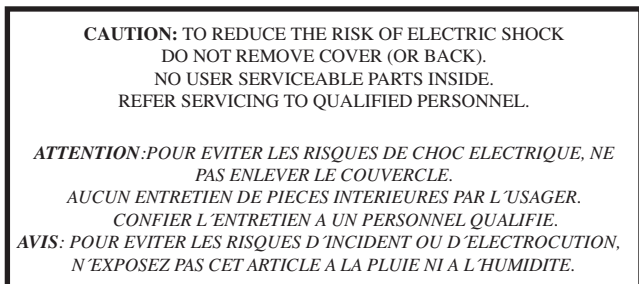 CAUTION: TO REDUCE THE RISK OF ELECTRIC SHOCK
DO NOT REMOVE COVER (OR BACK).
NO USER SERVICEABLE PARTS INSIDE.
REFER SERVICING TO QUALIFIED PERSONNEL.
ATTENTION:POUR EVITER LES RISQUES DE CHOC ELECTRIQUE, NE
PAS ENLEVER LE COUVERCLE.
AUCUN ENTRETIEN DE PIECES INTERIEURES PAR L´USAGER.
CONFIER L´ENTRETIEN A UN PERSONNEL QUALIFIE.
AVIS: POUR EVITER LES RISQUES D´INCIDENT OU D´ELECTROCUTION,
N´EXPOSEZ PAS CET ARTICLE A LA PLUIE NI A L´HUMIDITE.